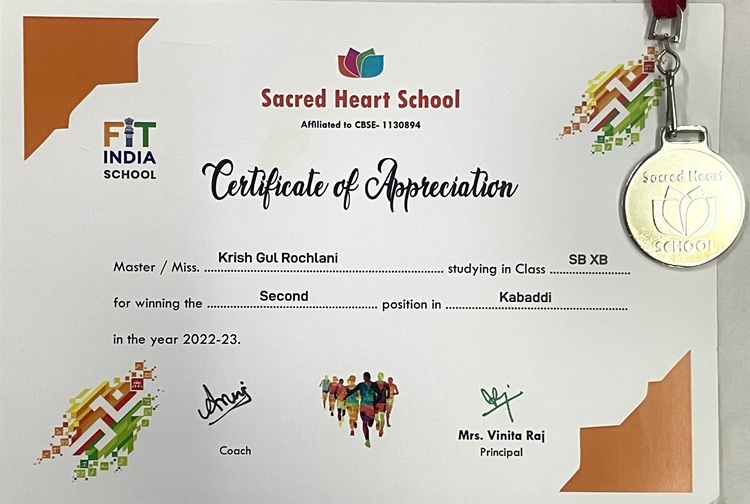 Sacred Heart School
Affiliated to CBSE- 1130894
FIT
INDIA
SCHOOL
Certificate of Appreciation
Sacred Heart
SCHOOL
Master / Miss. Krish Gul Rochlani studying in Class SB XB
for winning the Second position in Kabaddi
in the year 2022-23.
Coach
Mrs. Vinita Raj
Principal